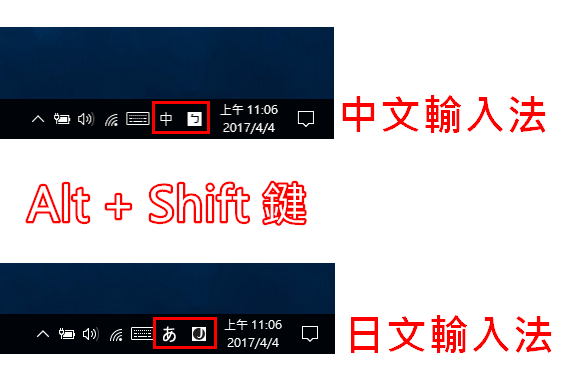 上午 11:06
中 ㄅ
2017/4/4
中文輸入法
Alt + Shift 鍵
上午 11:06
あ J
2017/4/4
日文輸入法